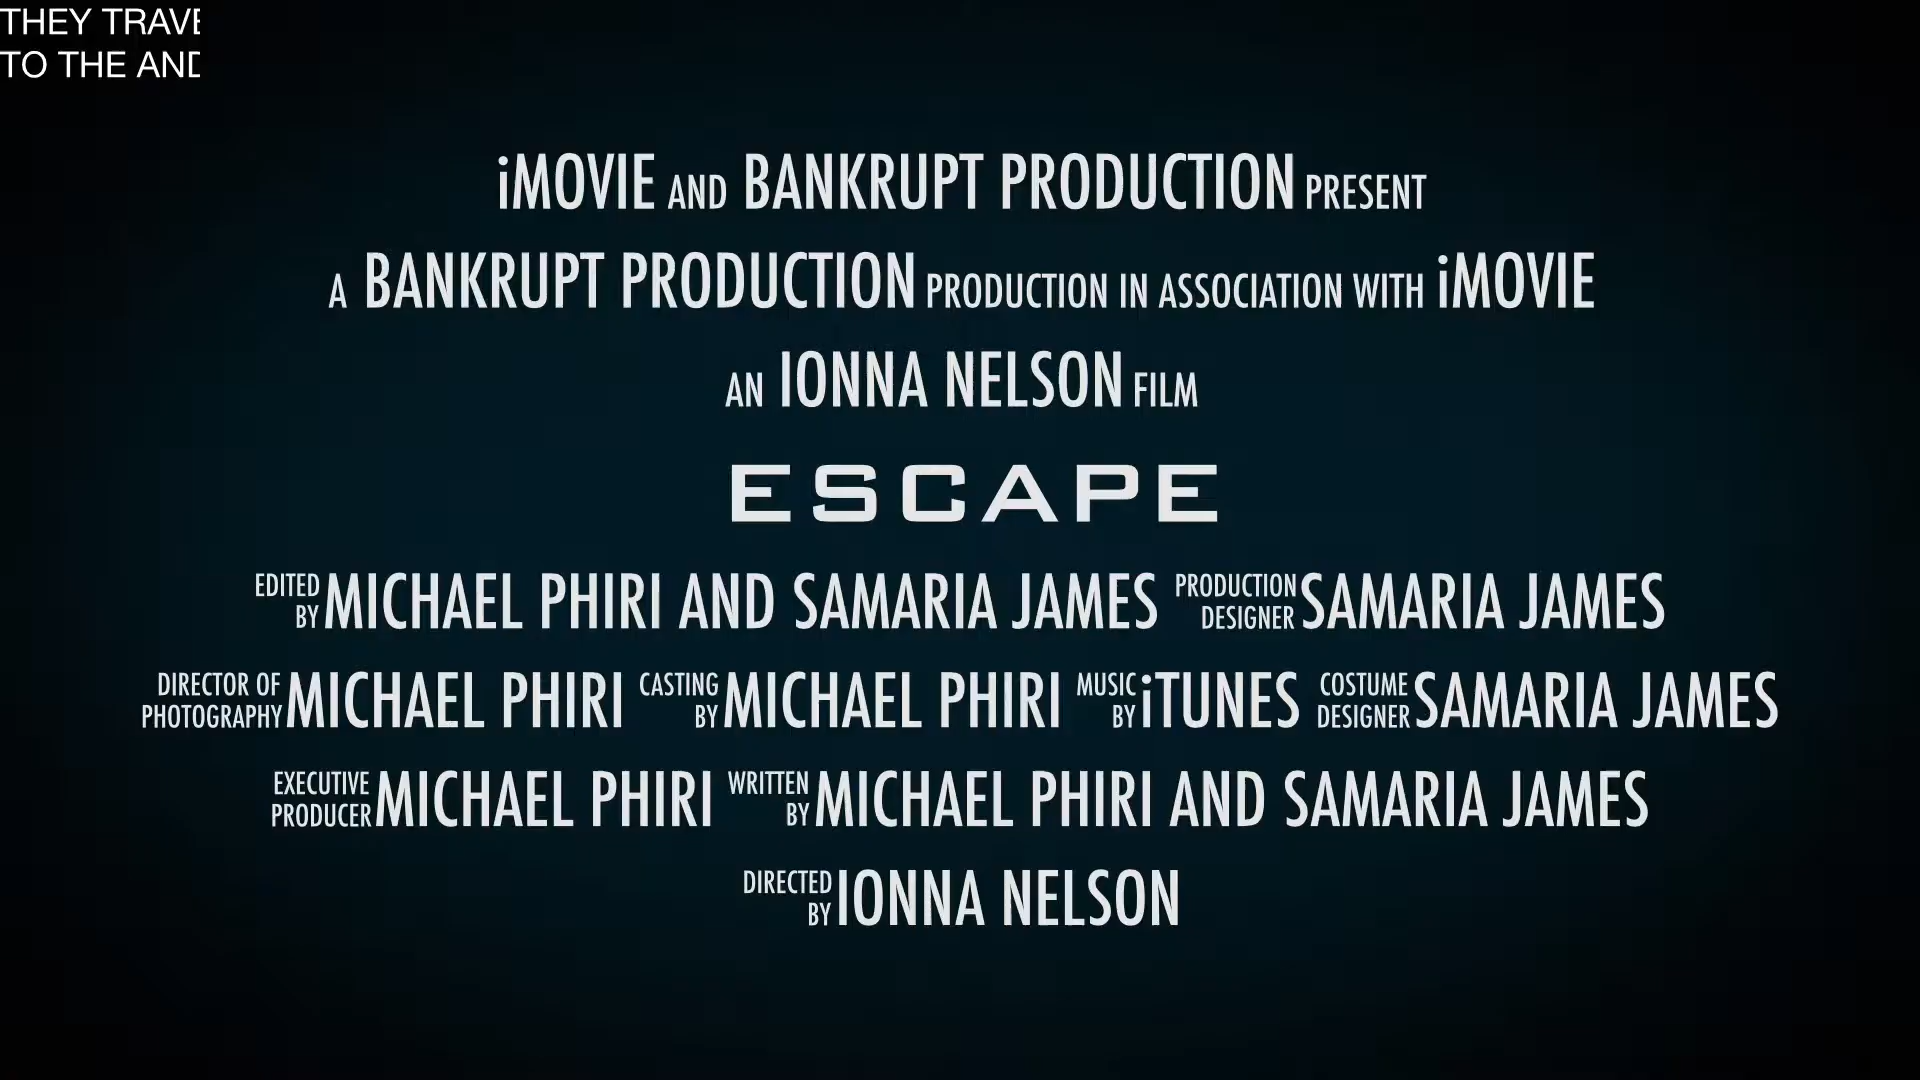 THEY TRAVE
TO THE AND
iMOVIE AND BANKRUPT PRODUCTION PRESENT
A BANKRUPT PRODUCTION PRODUCTION IN ASSOCIATION WITH iMOVIE
AN IONNA NELSON FILM
ESCAPE
EDITED BY MICHAEL PHIRI AND SAMARIA JAMES PRODUCTION DESIGNER SAMARIA JAMES
DIRECTOR OF PHOTOGRAPHY MICHAEL PHIRI CASTING BY MICHAEL PHIRI MUSIC BY iTUNES COSTUME DESIGNER SAMARIA JAMES
EXECUTIVE PRODUCER MICHAEL PHIRI WRITTEN BY MICHAEL PHIRI AND SAMARIA JAMES
DIRECTED BY IONNA NELSON